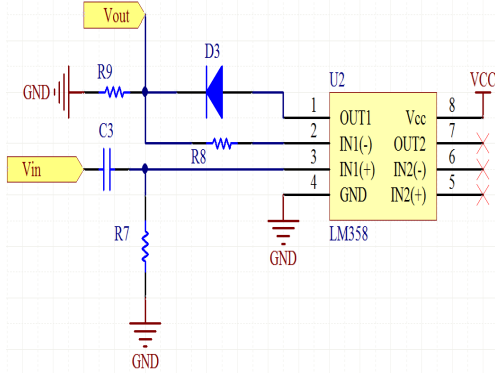 Vout
D3
R9
GND
U2
VCC
1 OUT1 Vcc 8
2 IN1(-) OUT2 7
3 IN1(+) IN2(-) 6
4 GND IN2(+) 5
LM358
C3
R8
Vin
R7
GND
GND